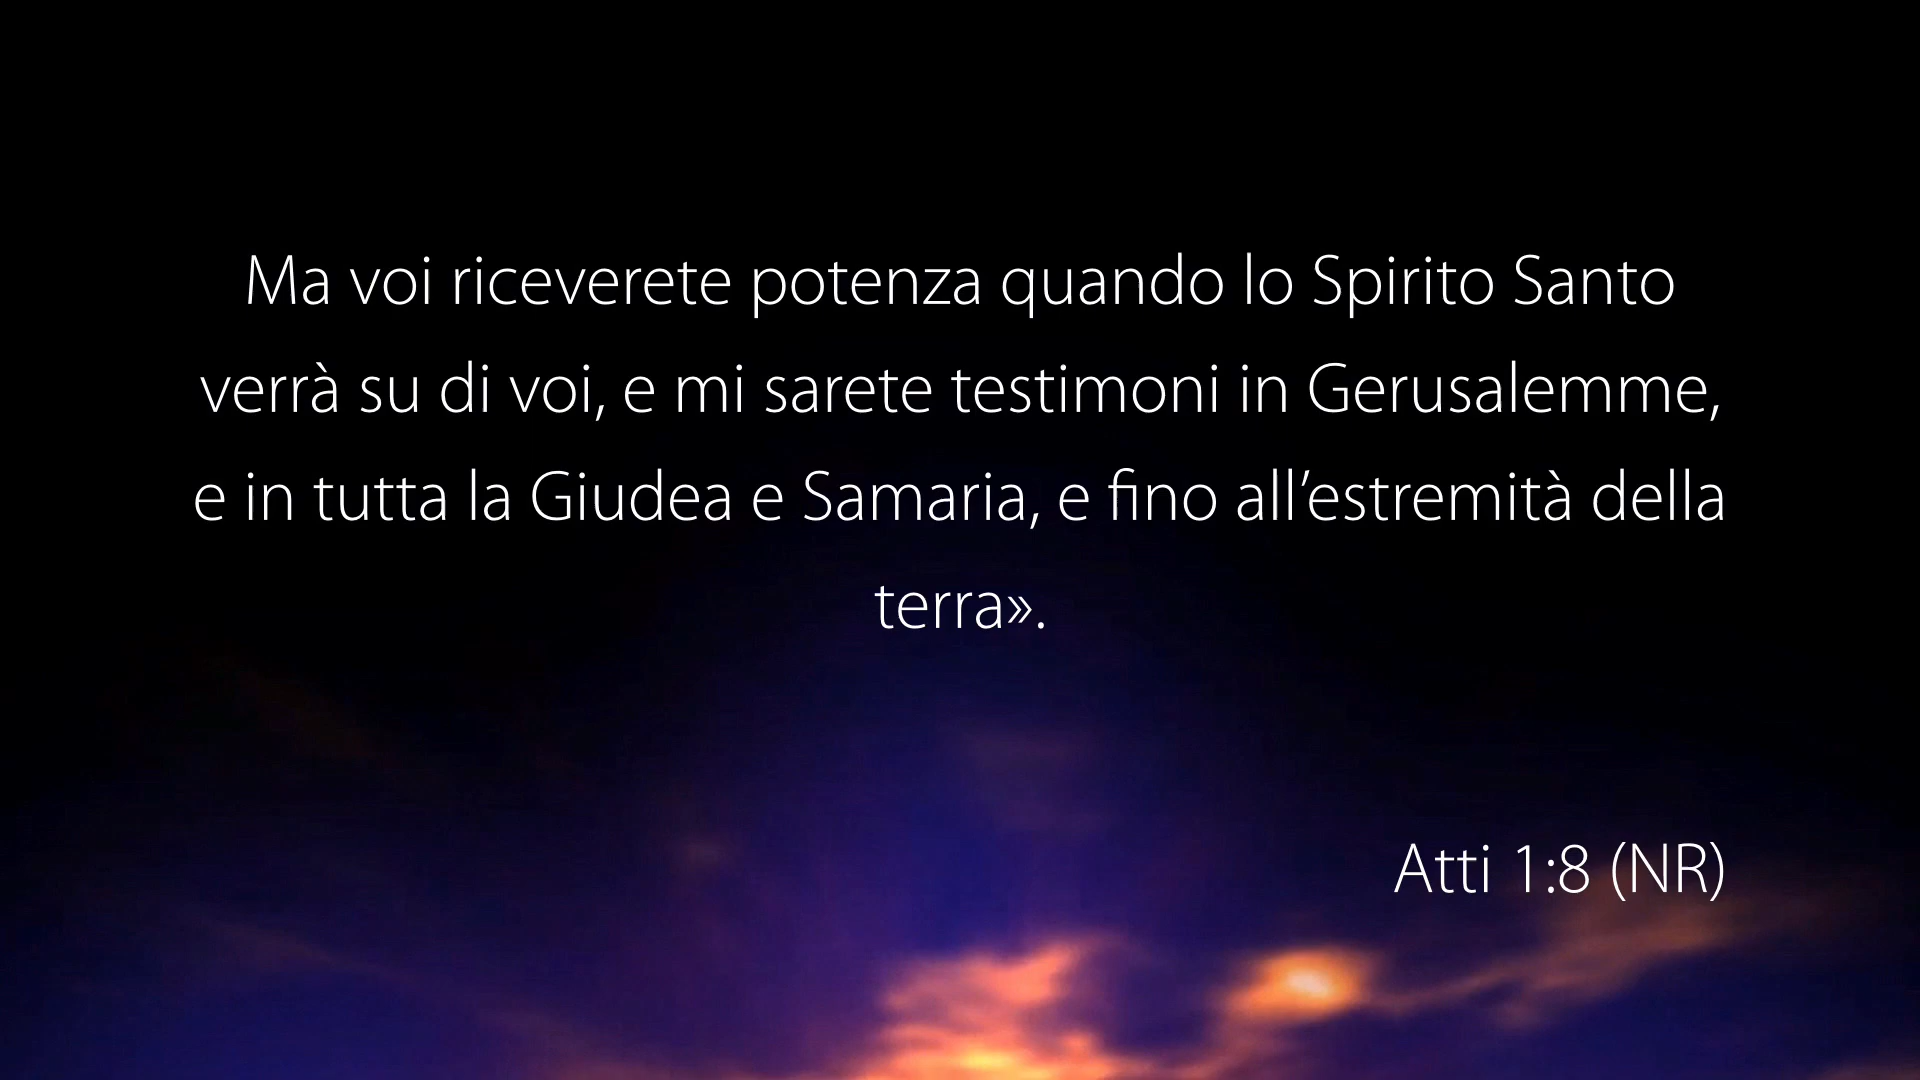 Ma voi riceverete potenza quando lo Spirito Santo
verrà su di voi, e mi sarete testimoni in Gerusalemme,
e in tutta la Giudea e Samaria, e fino all’estremità della
terra».
Atti 1:8 (NR)